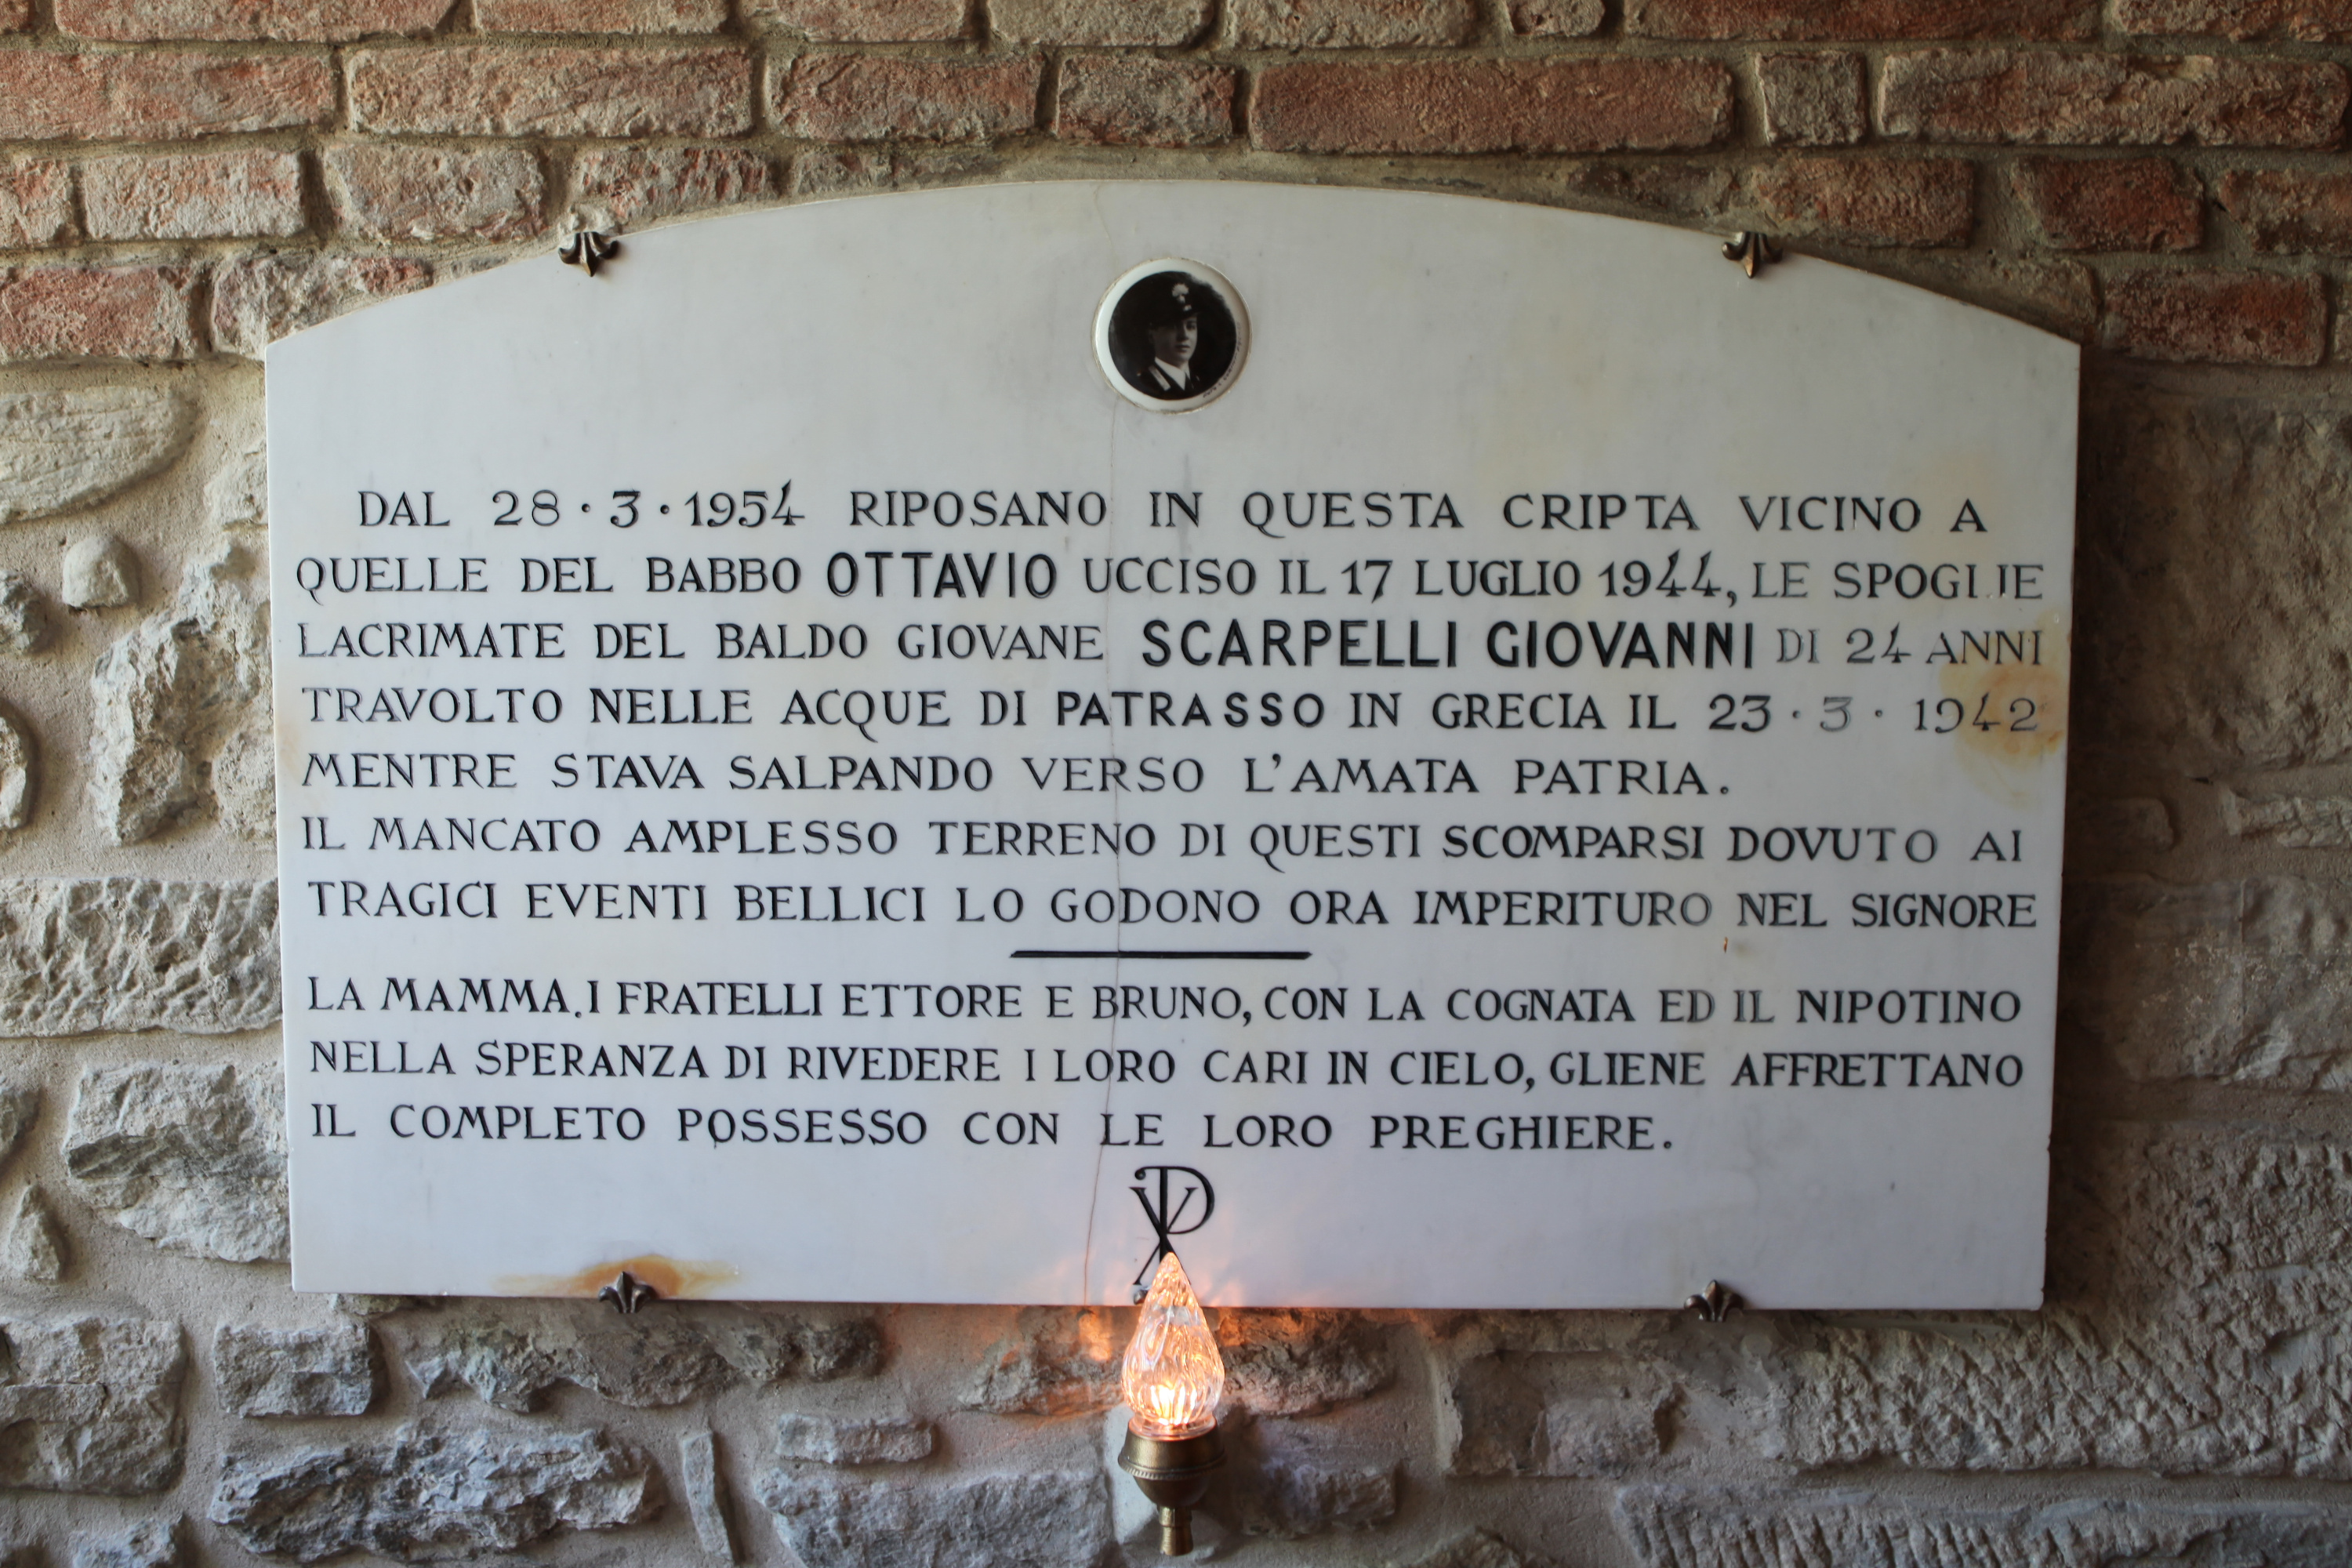 DAL 28·3·1954 RIPOSANO IN QUESTA CRIPTA VICINO A
QUELLE DEL BABBO OTTAVIO UCCISO IL 17 LUGLIO 1944, LE SPOGLIE
LACRIMATE DEL BALDO GIOVANE SCARPELLI GIOVANNI DI 24 ANNI
TRAVOLTO NELLE ACQUE DI PATRASSO IN GRECIA IL 23·3·1942
MENTRE STAVA SALPANDO VERSO L'AMATA PATRIA.
IL MANCATO AMPLESSO TERRENO DI QUESTI SCOMPARSI DOVUTO AI
TRAGICI EVENTI BELLICI LO GODONO ORA IMPERITURO NEL SIGNORE
LA MAMMA. I FRATELLI ETTORE E BRUNO, CON LA COGNATA ED IL NIPOTINO
NELLA SPERANZA DI RIVEDERE I LORO CARI IN CIELO, GLIENE AFFRETTANO
IL COMPLETO POSSESSO CON LE LORO PREGHIERE.